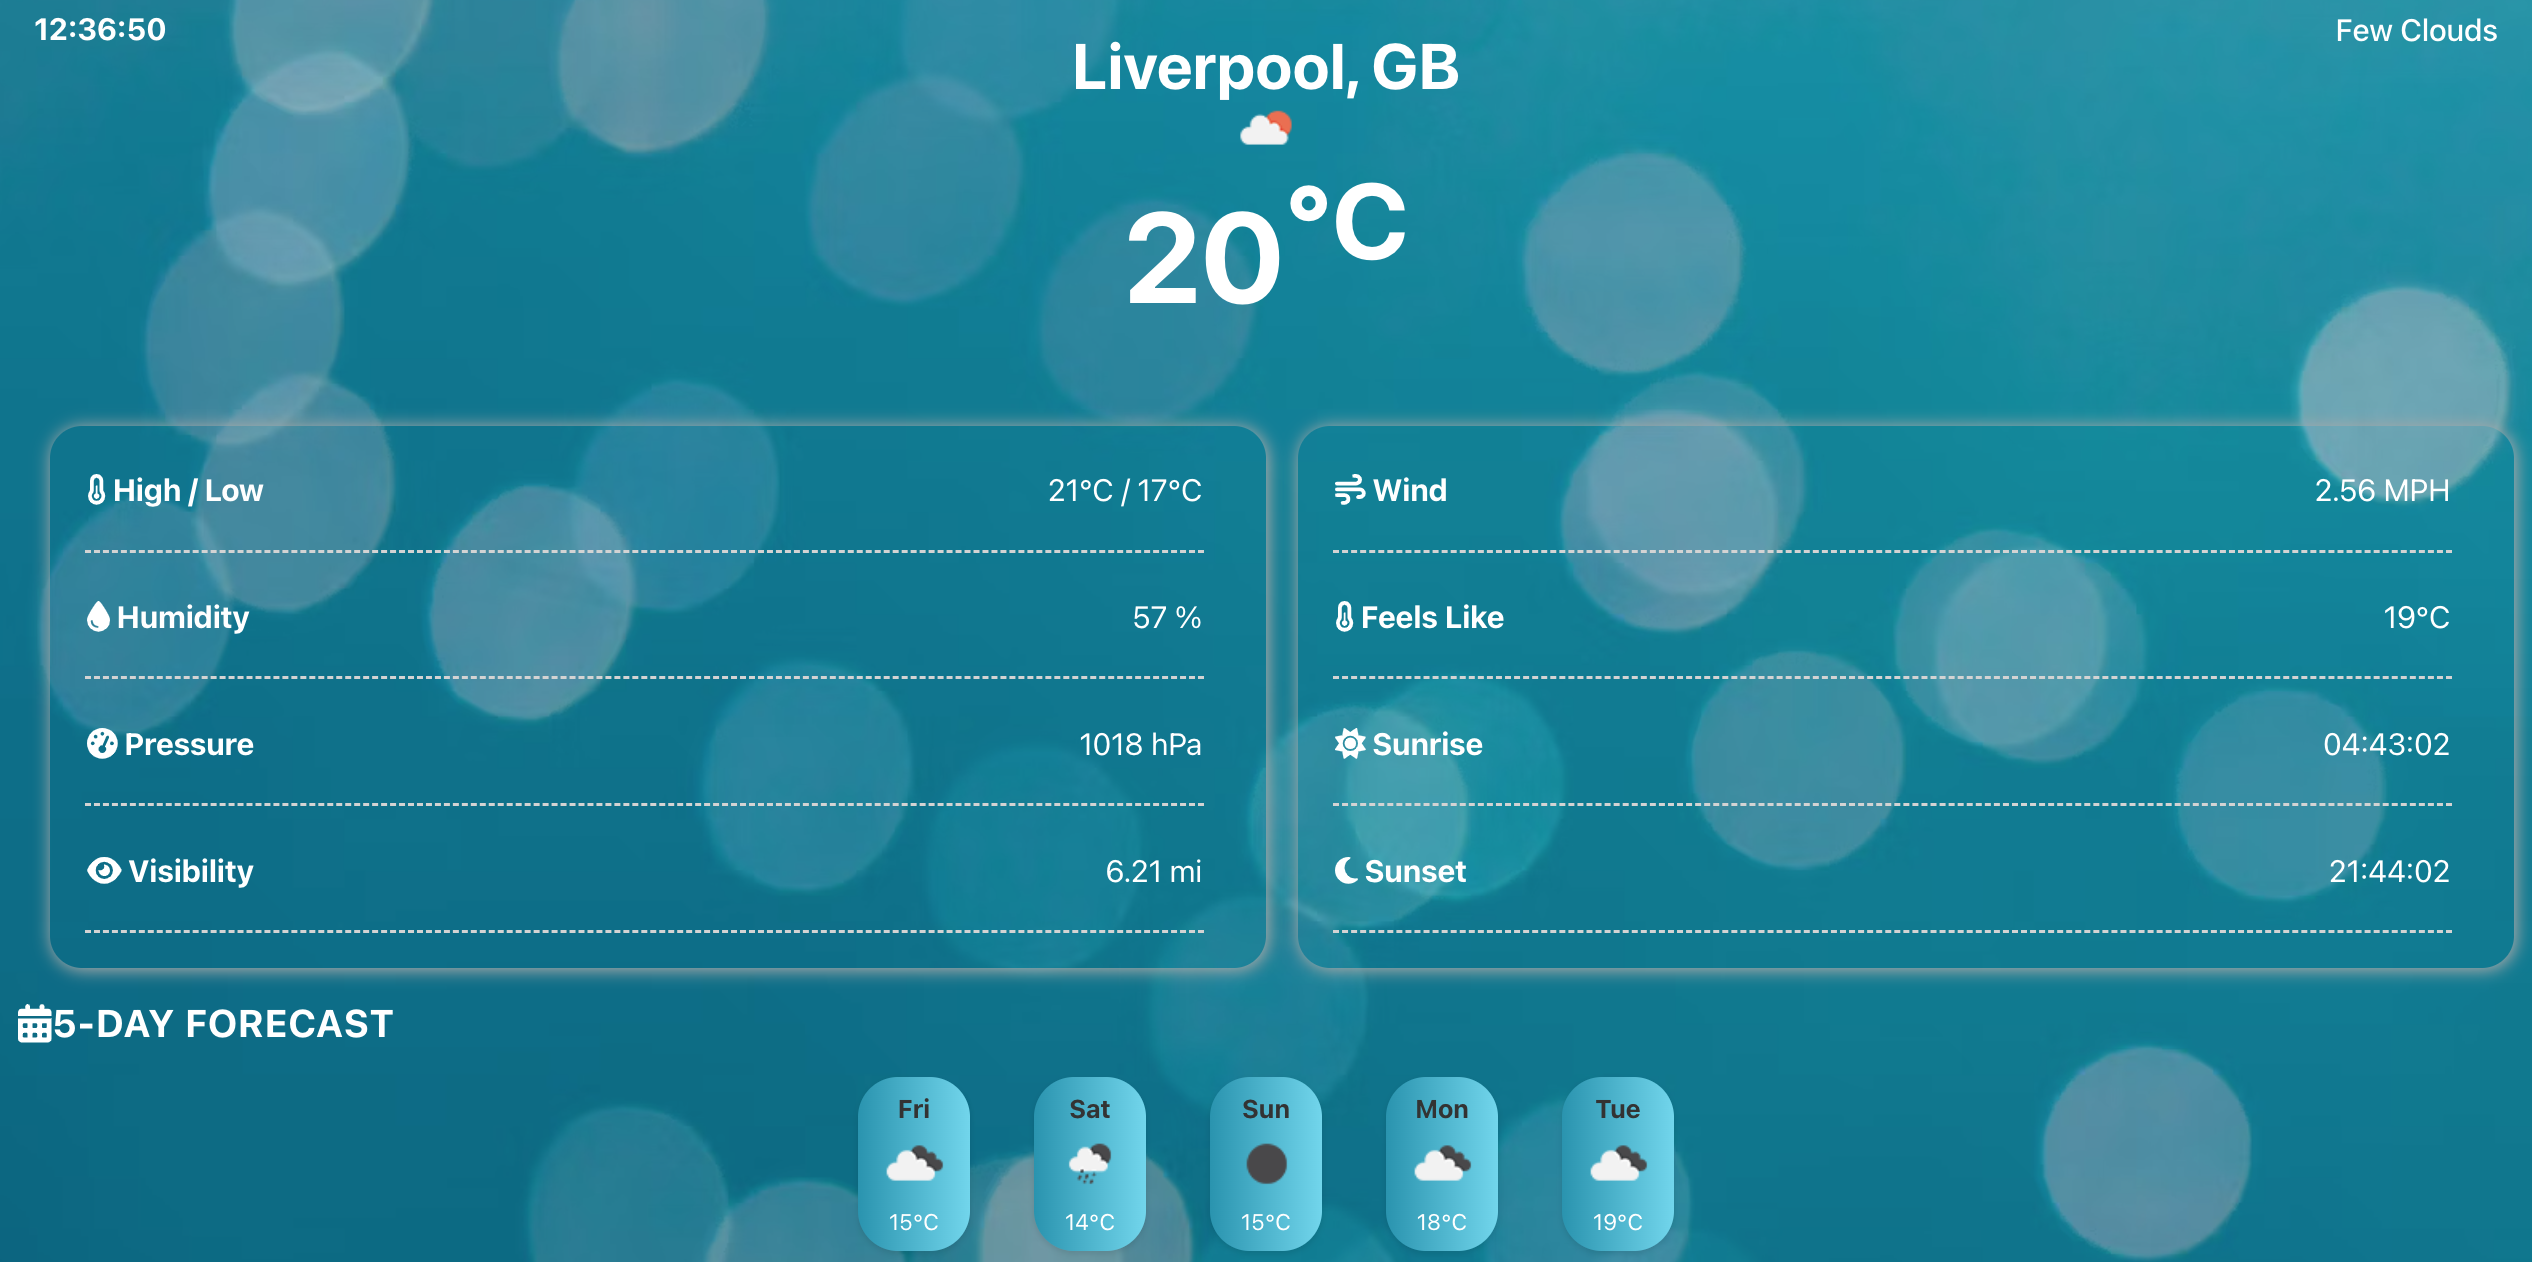 12:36:50
Few Clouds
Liverpool, GB
20°C
High / Low 21°C / 17°C
Humidity 57 %
Pressure 1018 hPa
Visibility 6.21 mi
Wind 2.56 MPH
Feels Like 19°C
Sunrise 04:43:02
Sunset 21:44:02
5-DAY FORECAST
Fri
15°C
Sat
14°C
Sun
15°C
Mon
18°C
Tue
19°C